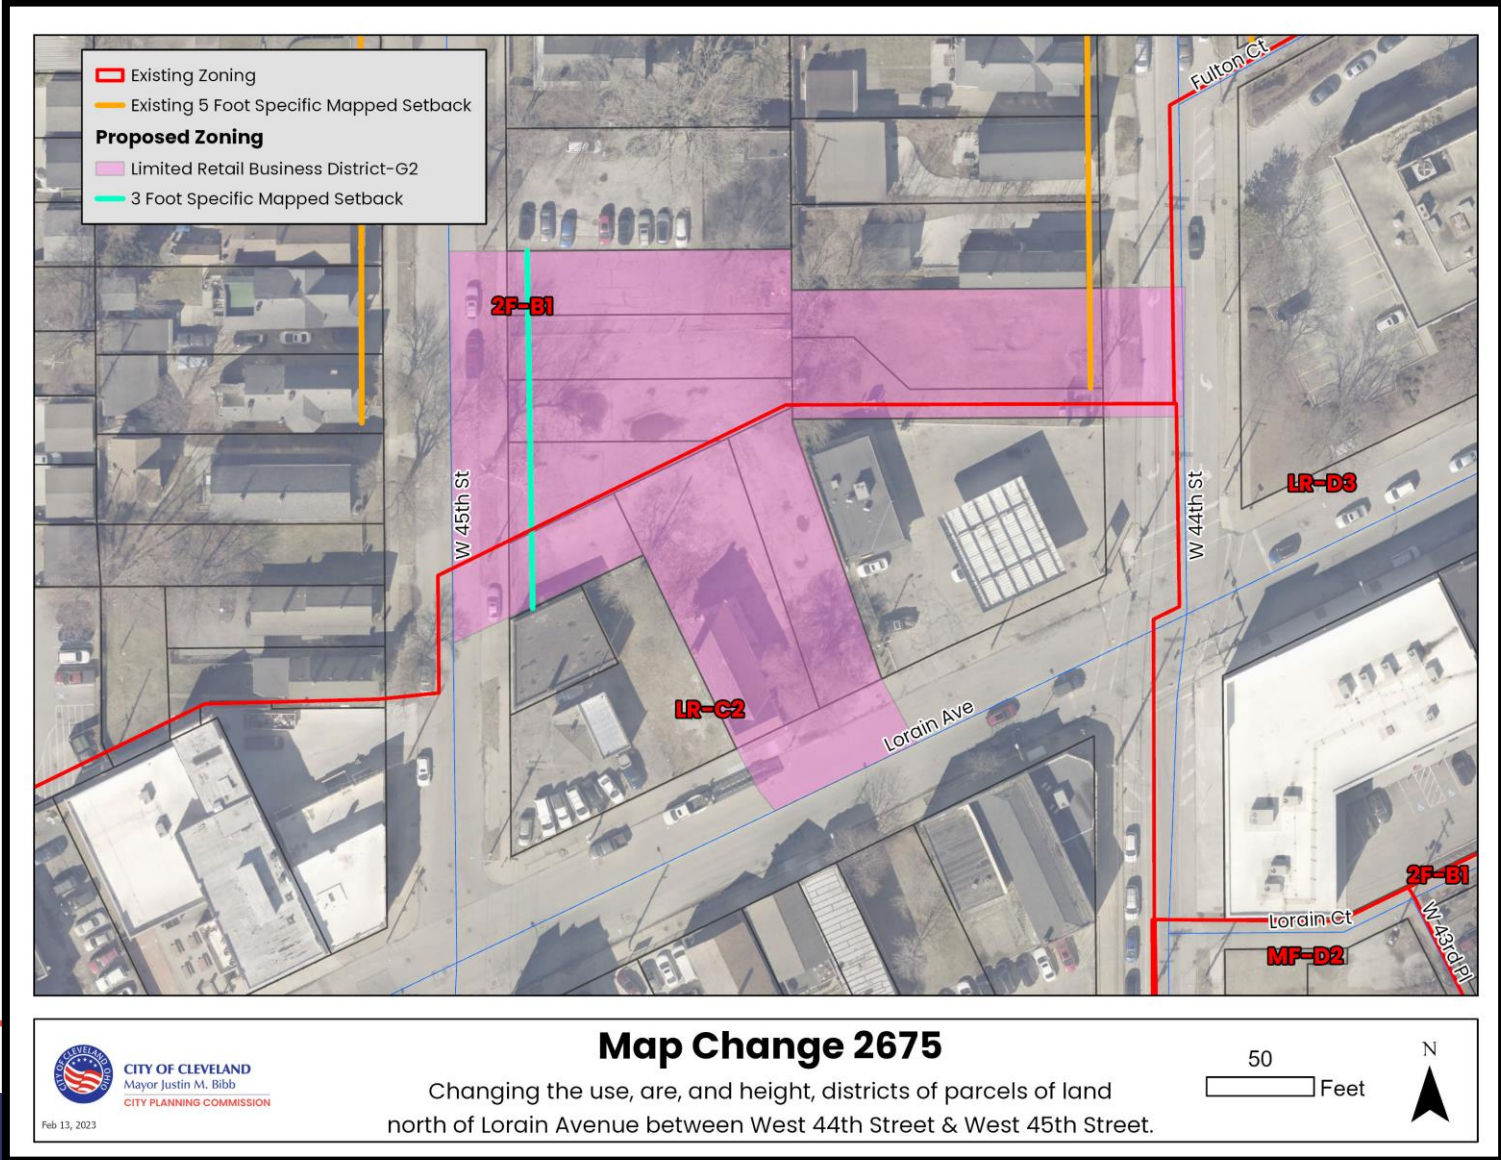 Existing Zoning
Existing 5 Foot Specific Mapped Setback
Proposed Zoning
Limited Retail Business District-G2
3 Foot Specific Mapped Setback
Fulton Ct
2F-B1
W 45th St
W 44th St
LR-D3
LR-C2
Lorain Ave
2F-B1
Lorain Ct
W 43rd Pl
MF-D2
CITY OF CLEVELAND OHIO
CITY OF CLEVELAND
Mayor Justin M. Bibb
CITY PLANNING COMMISSION
Feb 13, 2023
Map Change 2675
Changing the use, are, and height, districts of parcels of land
north of Lorain Avenue between West 44th Street & West 45th Street.
50
Feet
N